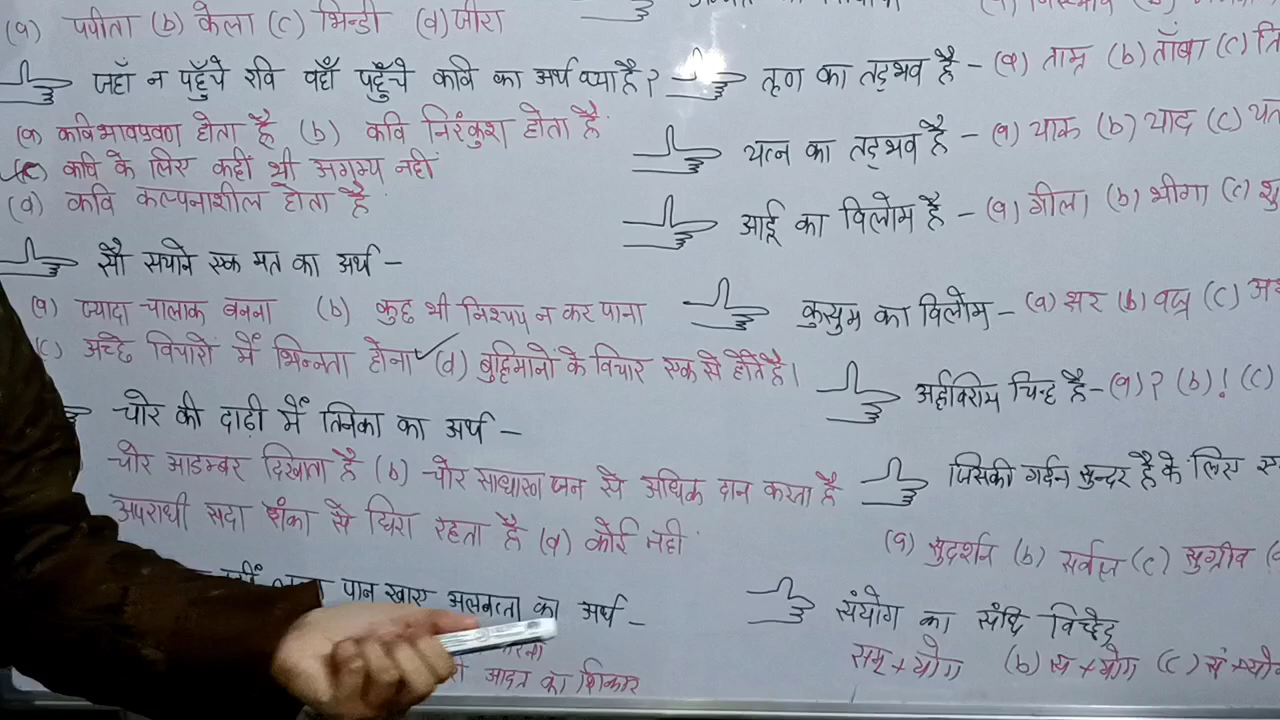 (a) पपीता (b) केला (c) भिन्डी (d) जीरा
जहाँ न पहुँचे रवि वहाँ पहुँचे कवि का अर्थ क्या है ?
(a) कवि भावप्रवण होता है (b) कवि निरंकुश होता है
(c) कवि के लिए कही भी अगम्य नही
(d) कवि कल्पनाशील होता है
सौ सयाने एक मत का अर्थ –
(a) ज्यादा चालाक बनना (b) कुछ भी निश्चय न कर पाना
(c) अच्छे विचारों में भिन्नता होना (d) बुद्धिमानो के विचार एक से होते है।
चोर की दाढ़ी में तिनका का अर्थ –
चोर आडम्बर दिखाता है (b) चोर साधारण जन से अधिक दान करता है
अपराधी सदा शंका से घिरा रहता है (d) कोई नही
पान खाए अलबत्ता का अर्थ –
करना
आदत का शिकार
तृण का तद्भव है – (a) ताम्र (b) ताँबा (c)
यत्न का तद्भव है – (a) याक (b) याद (c)
आर्द्र का विलोम है – (a) गीला (b) भीगा (c)
कुसुम का विलोम – (a) क्षर (b) वज्र (c)
अर्द्धविराम चिन्ह है – (a) ? (b) ! (c)
जिसकी गर्दन सुन्दर है के लिए
(a) सुदर्शन (b) सर्वज्ञ (c) सुग्रीव
संयोग का संधि विच्छेद
सम् + योग (b) स + योग (c) सं +